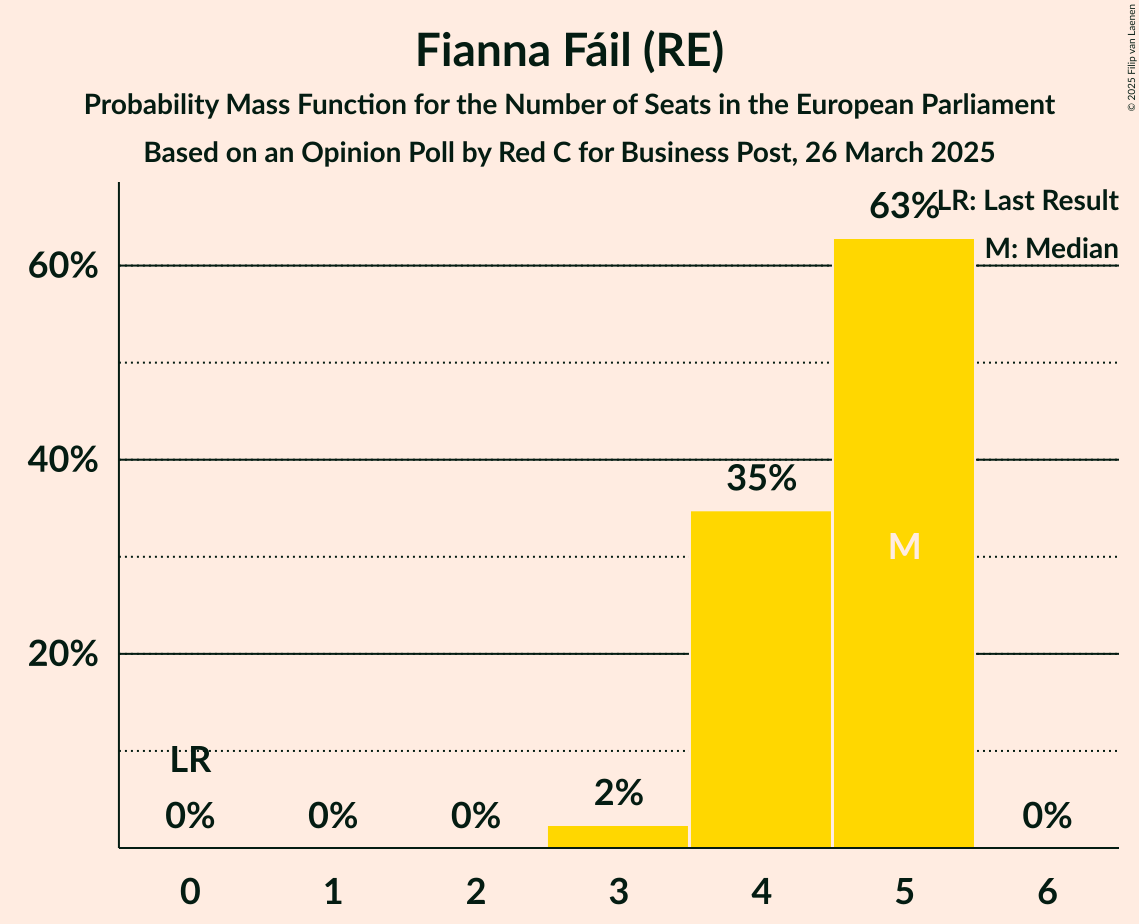 Fianna Fáil (RE)
Probability Mass Function for the Number of Seats in the European Parliament
Based on an Opinion Poll by Red C for Business Post, 26 March 2025
© 2025 Filip van Laenen
LR: Last Result
M: Median
63%
60%
40%
35%
M
20%
LR
2%
0%
0%
0%
0%
0 1 2 3 4 5 6